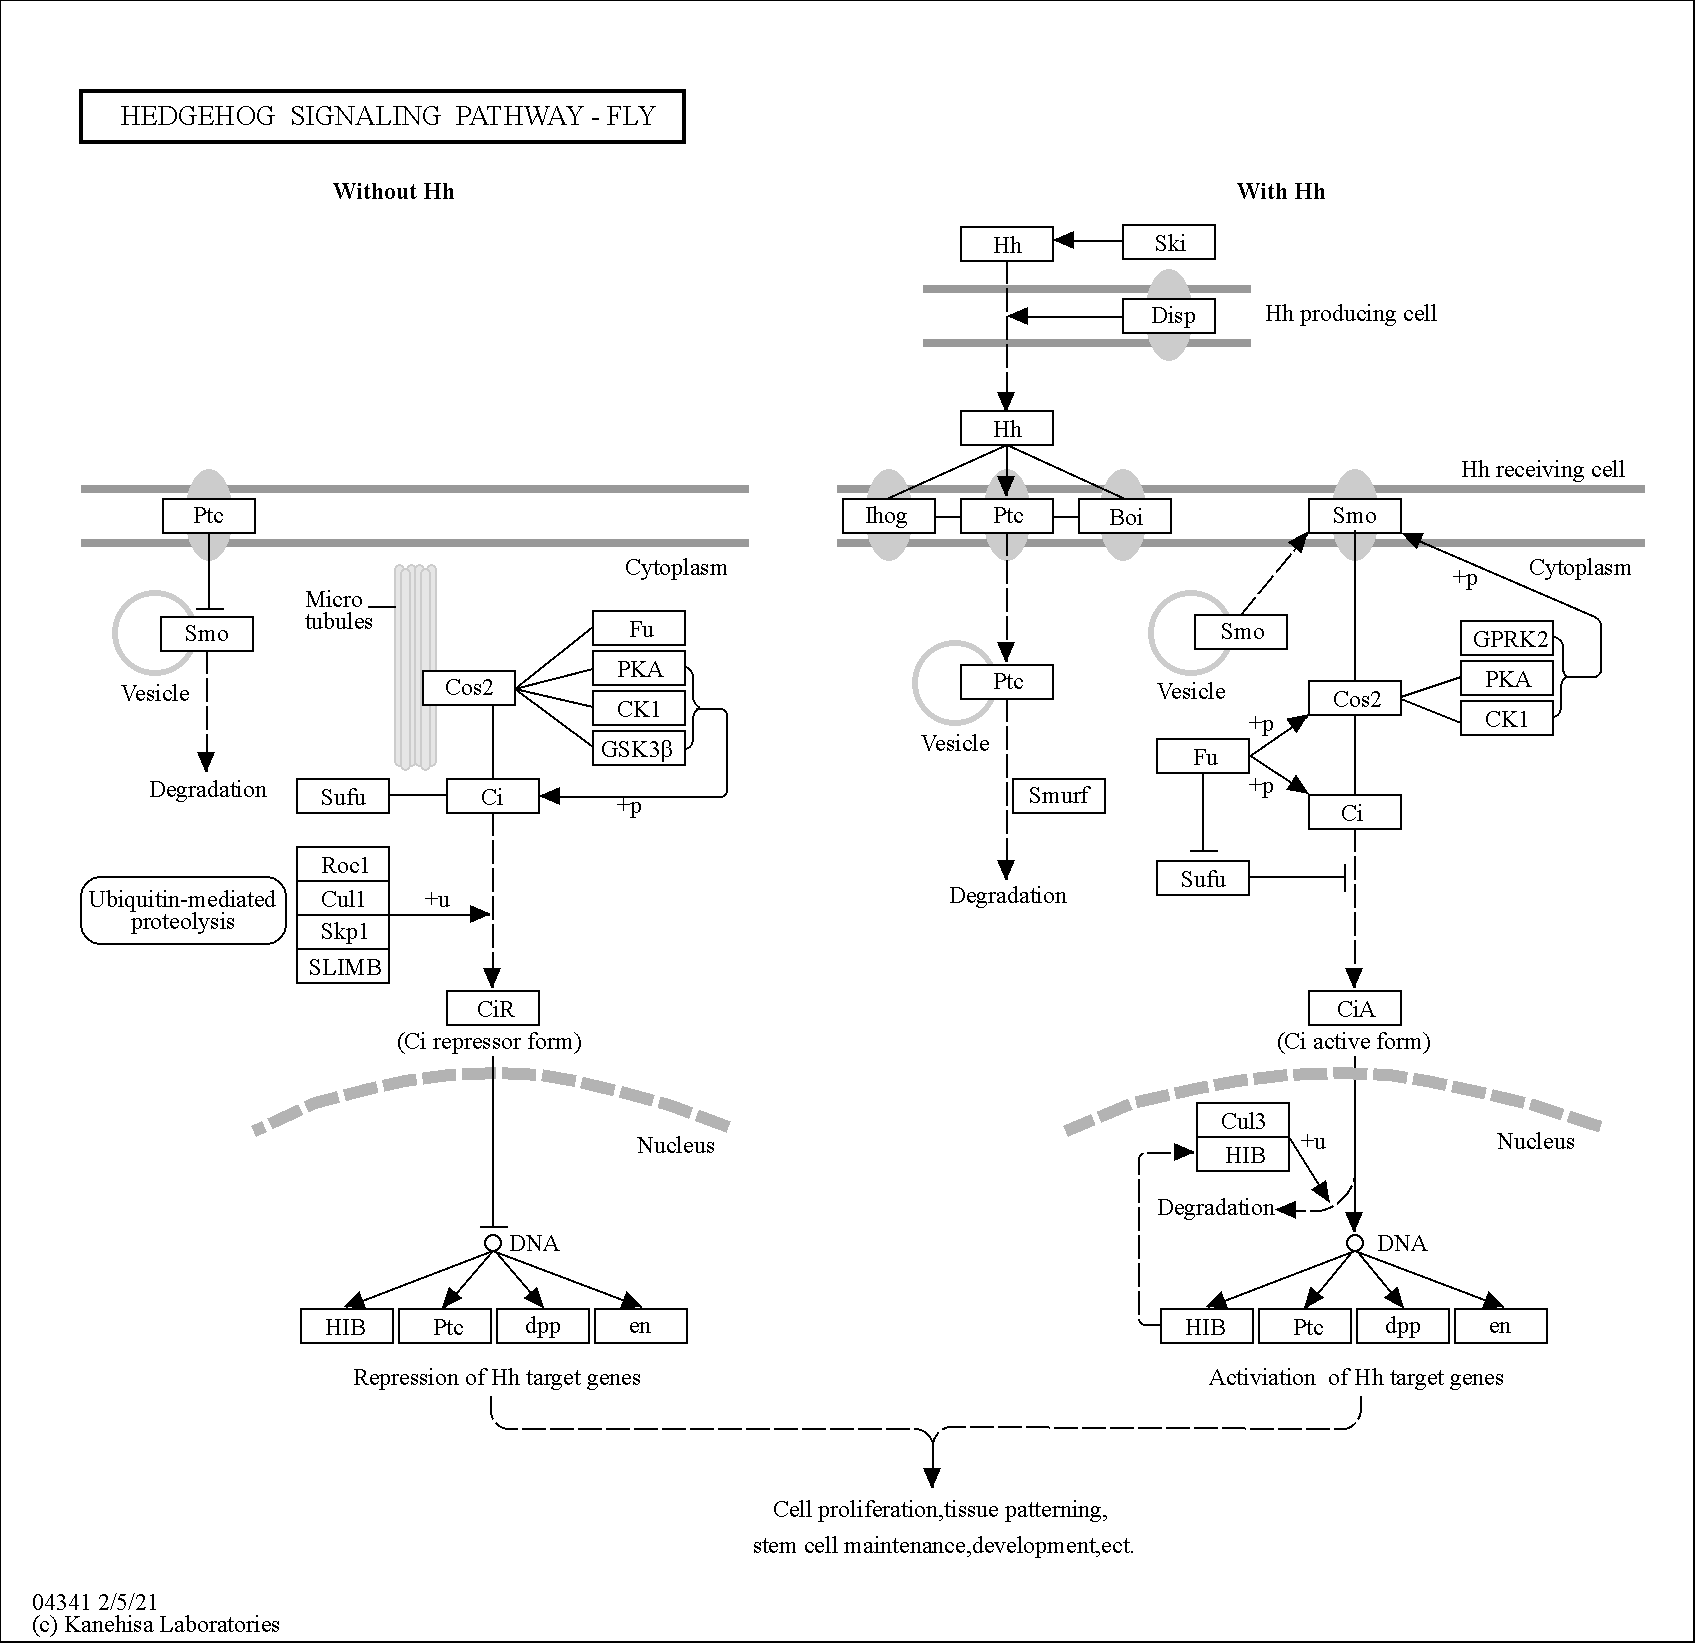 HEDGEHOG SIGNALING PATHWAY - FLY
Without Hh
With Hh
Hh
Ski
Disp
Hh producing cell
Hh
Hh receiving cell
Ptc
Ihog
Ptc
Boi
Smo
Cytoplasm
+p
Cytoplasm
Micro
tubules
Smo
Vesicle
Fu
PKA
CK1
GSK3β
Cos2
Sufu
Ci
+p
Degradation
Smo
Vesicle
GPRK2
PKA
CK1
Cos2
Ptc
Vesicle
+p
Fu
+p
Smurf
Ci
Sufu
Degradation
Roc1
Cul1
Skp1
SLIMB
Ubiquitin-mediated
proteolysis
+u
CiR
(Ci repressor form)
CiA
(Ci active form)
Nucleus
Cul3
HIB
+u
Nucleus
Degradation
DNA
DNA
HIB
Ptc
dpp
en
HIB
Ptc
dpp
en
Repression of Hh target genes
Activiation of Hh target genes
Cell proliferation,tissue patterning,
stem cell maintenance,development,ect.
04341 2/5/21
(c) Kanehisa Laboratories